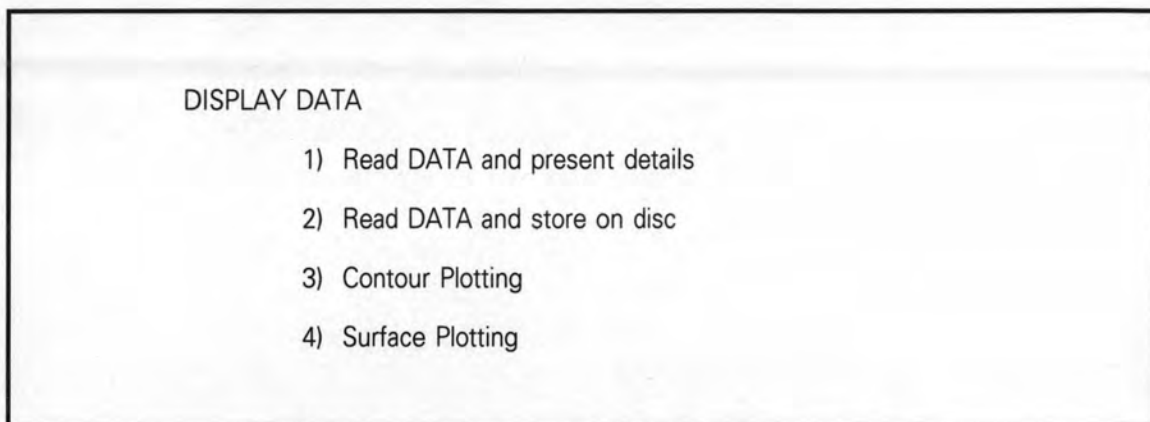 DISPLAY DATA
1) Read DATA and present details
2) Read DATA and store on disc
3) Contour Plotting
4) Surface Plotting